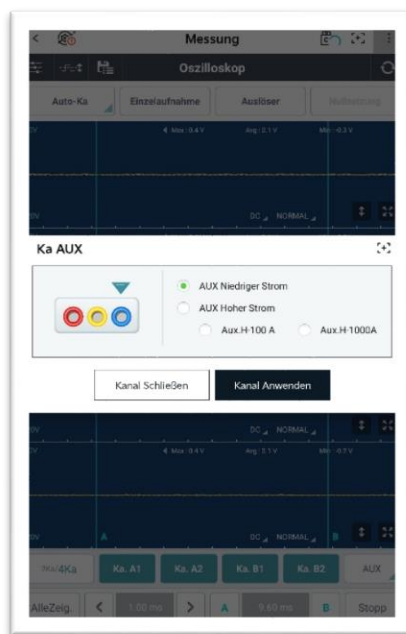 Messung
Oszilloskop
Auto-Ka Einzelaufnahme Auslöser
Max : 0.4 V Avg : 0.1 V
DC NORMAL
Ka AUX
AUX Niedriger Strom
AUX Hoher Strom
Aux.H-100 A Aux.H-1000A
Kanal Schließen Kanal Anwenden
DC NORMAL
Max : 0.4 V Avg : 0.1 V
A DC NORMAL B
4Ka Ka. A1 Ka. A2 Ka. B1 Ka. B2 AUX
AlleZeig. < 1.00 ms > A 9.60 ms B Stopp